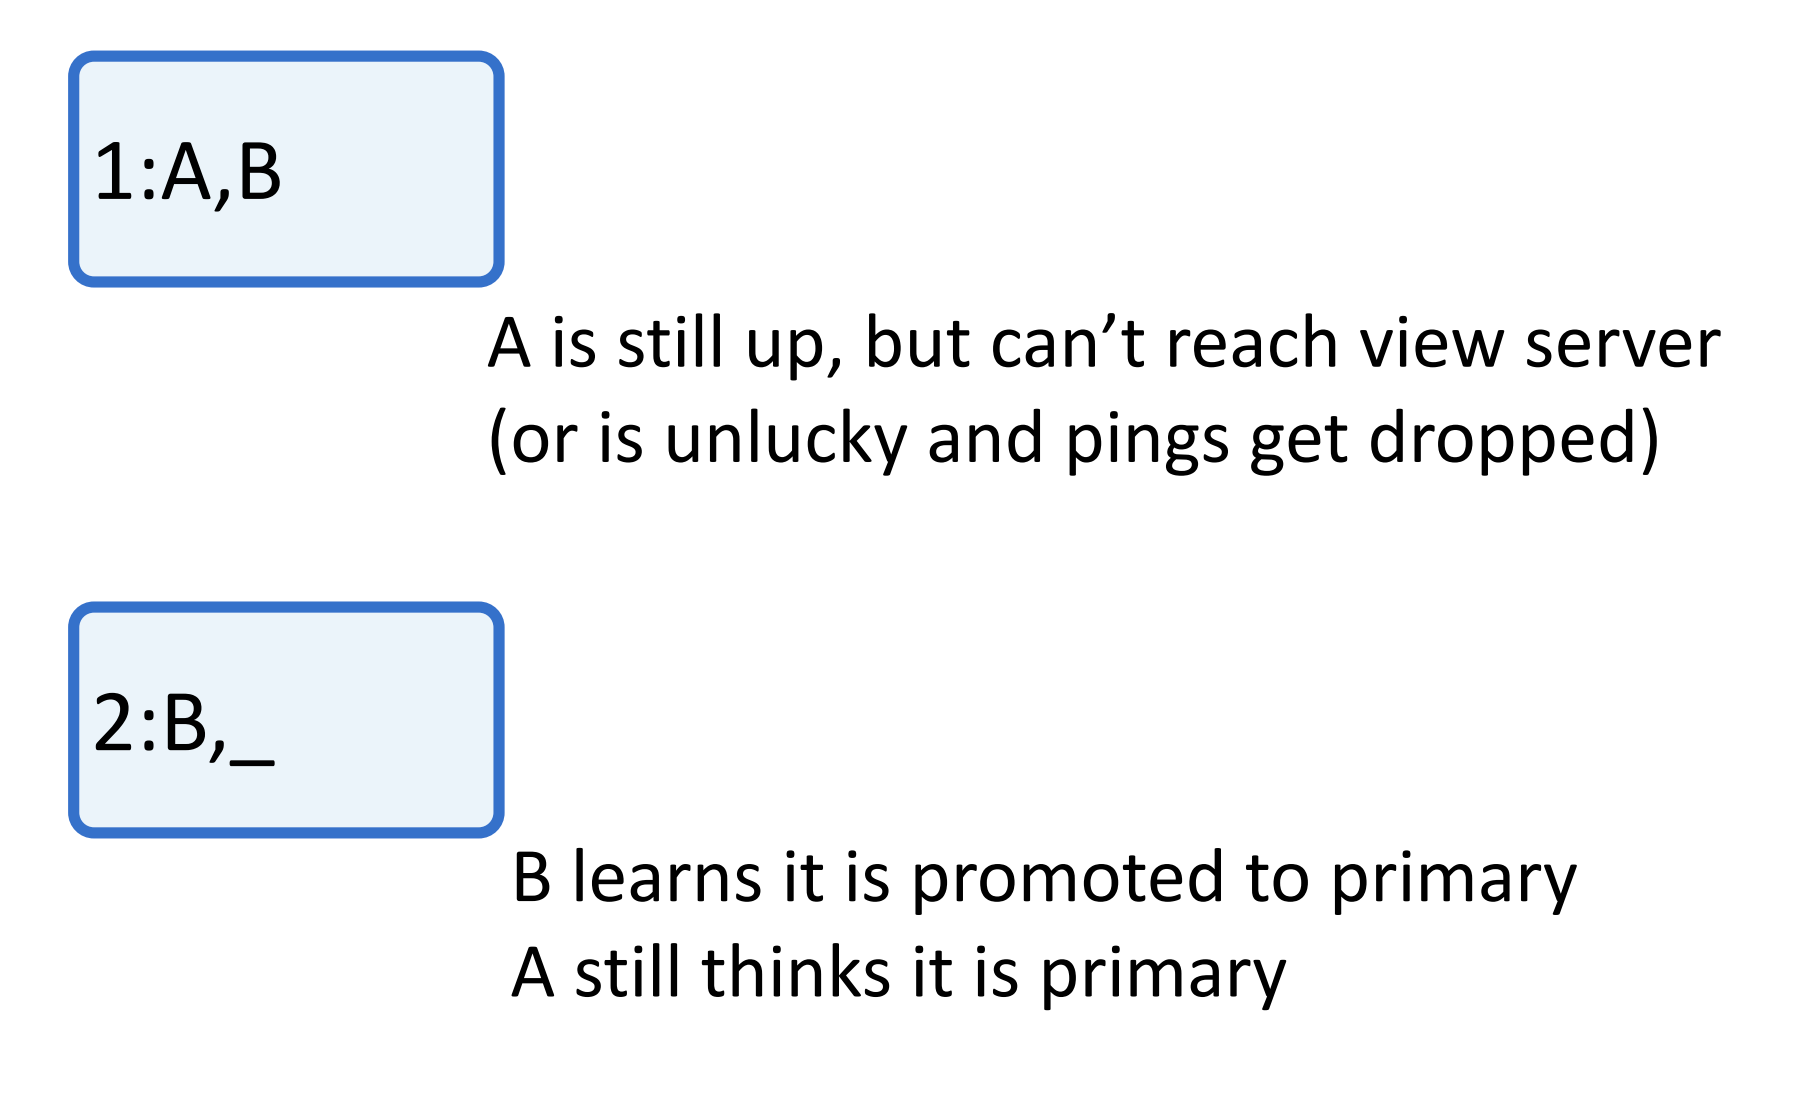 1:A,B
A is still up, but can’t reach view server
(or is unlucky and pings get dropped)
2:B,_
B learns it is promoted to primary
A still thinks it is primary